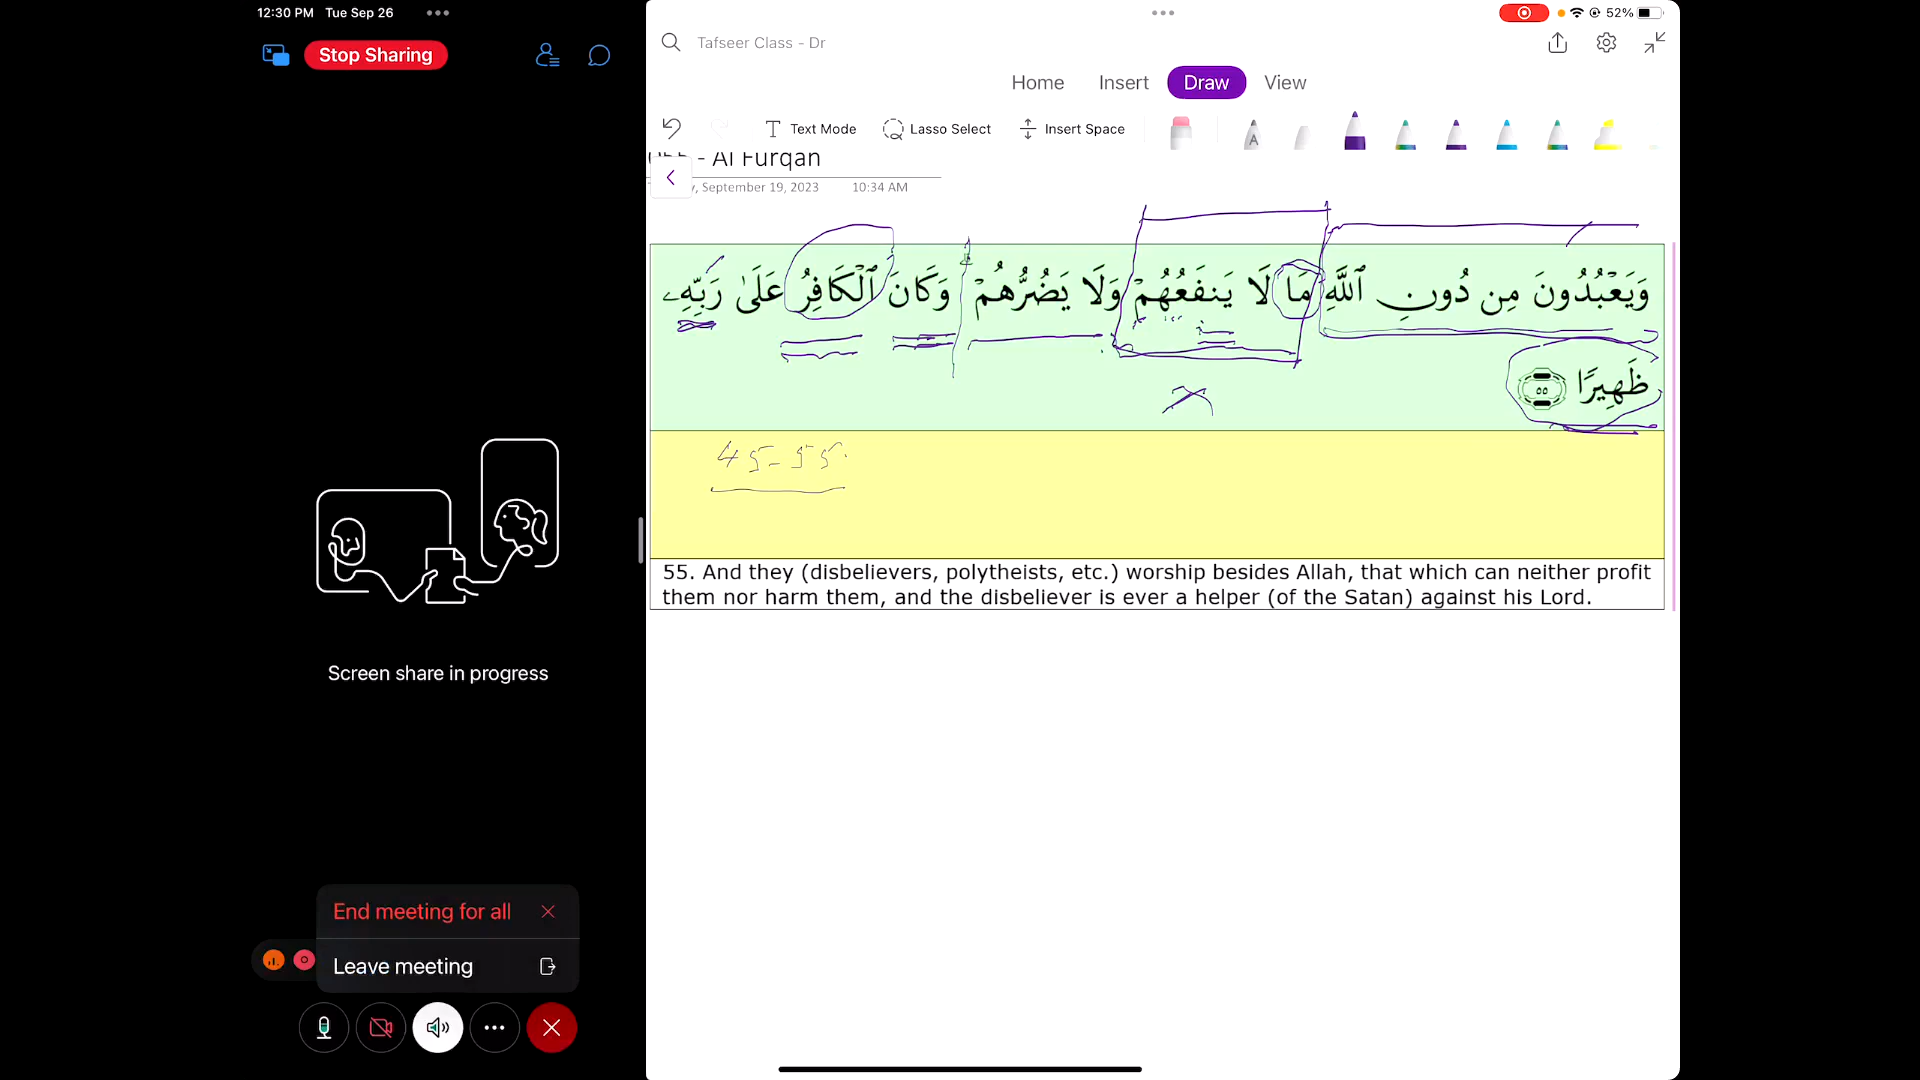 12:30 PM Tue Sep 26
Stop Sharing
Screen share in progress
End meeting for all
Leave meeting
52%
Tafseer Class - Dr
Home Insert Draw View
Text Mode Lasso Select Insert Space
A
- Al Furqan
, September 19, 2023 10:34 AM
وَيَعْبُدُونَ مِن دُونِ ٱللَّهِ مَا لَا يَنفَعُهُمْ وَلَا يَضُرُّهُمْ وَكَانَ ٱلْكَافِرُ عَلَىٰ رَبِّهِۦ
ظَهِيرًا ٥٥
45-55
55. And they (disbelievers, polytheists, etc.) worship besides Allah, that which can neither profit
them nor harm them, and the disbeliever is ever a helper (of the Satan) against his Lord.